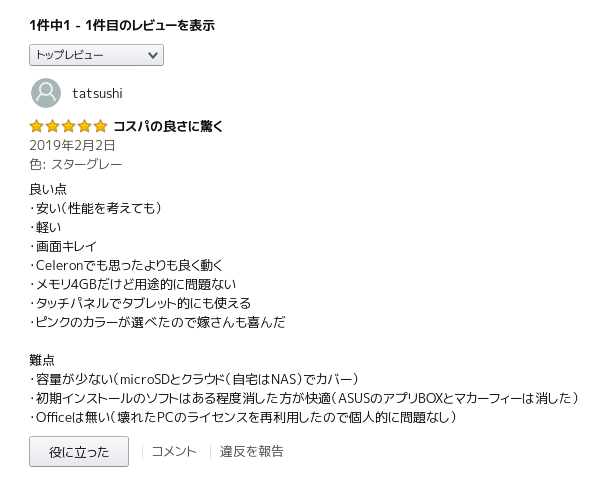 1件中1 - 1件目のレビューを表示
トップレビュー
tatsushi
コスパの良さに驚く
2019年2月2日
色: スターグレー
良い点
・安い（性能を考えても）
・軽い
・画面キレイ
・Celeronでも思ったよりも良く動く
・メモリ4GBだけど用途的に問題ない
・タッチパネルでタブレット的にも使える
・ピンクのカラーが選べたので嫁さんも喜んだ
難点
・容量が少ない（microSDとクラウド（自宅はNAS）でカバー）
・初期インストールのソフトはある程度消した方が快適（ASUSのアプリBOXとマカーフィーは消した）
・Officeは無い（壊れたPCのライセンスを再利用したので個人的に問題なし）
役に立った コメント 違反を報告